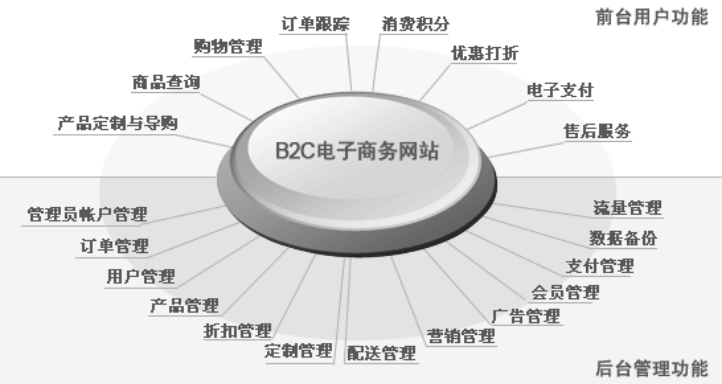 前台用户功能
订单跟踪
消费积分
购物管理
优惠打折
商品查询
电子支付
产品定制与导购
售后服务
B2C电子商务网站
管理员帐户管理
流量管理
订单管理
数据备份
用户管理
支付管理
产品管理
会员管理
折扣管理
广告管理
定制管理
配送管理
营销管理
后台管理功能